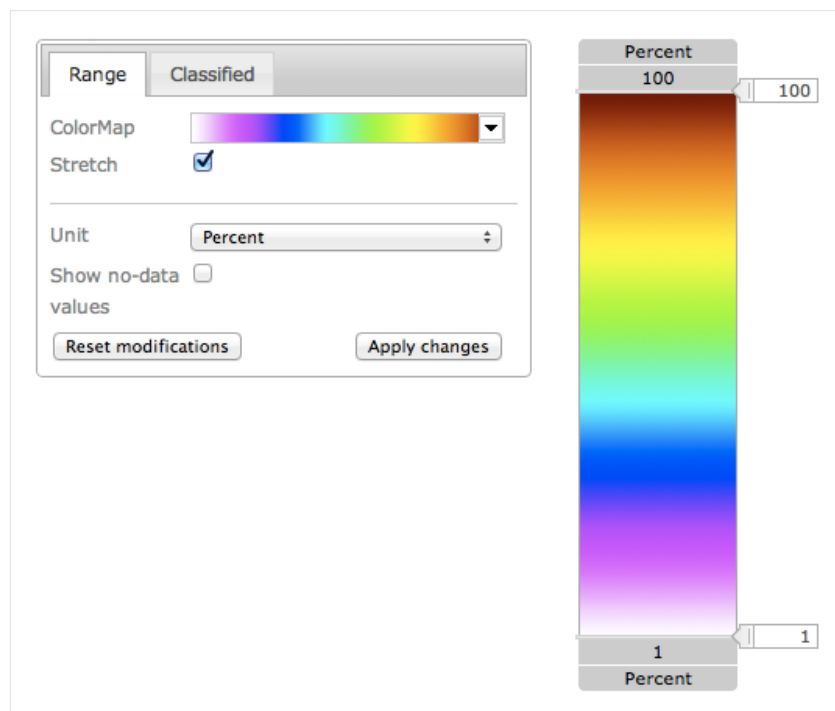 Range
Classified
ColorMap
Stretch
Unit
Percent
Show no-data
values
Reset modifications
Apply changes
Percent
100
100
1
1
Percent